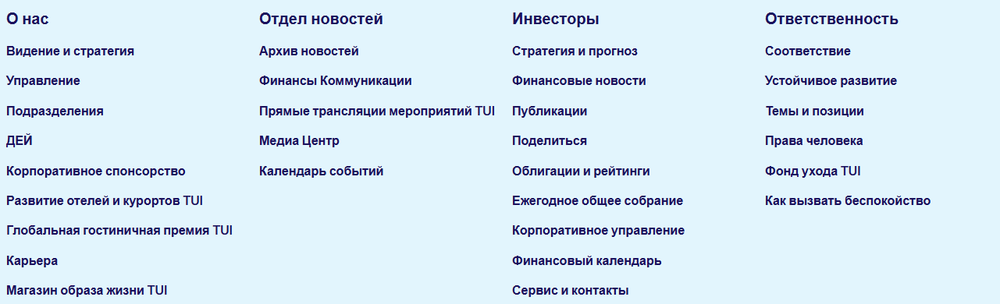 О нас
Видение и стратегия
Управление
Подразделения
ДЕЙ
Корпоративное спонсорство
Развитие отелей и курортов TUI
Глобальная гостиничная премия TUI
Карьера
Магазин образа жизни TUI
Отдел новостей
Архив новостей
Финансы Коммуникации
Прямые трансляции мероприятий TUI
Медиа Центр
Календарь событий
Инвесторы
Стратегия и прогноз
Финансовые новости
Публикации
Поделиться
Облигации и рейтинги
Ежегодное общее собрание
Корпоративное управление
Финансовый календарь
Сервис и контакты
Ответственность
Соответствие
Устойчивое развитие
Темы и позиции
Права человека
Фонд ухода TUI
Как вызвать беспокойство